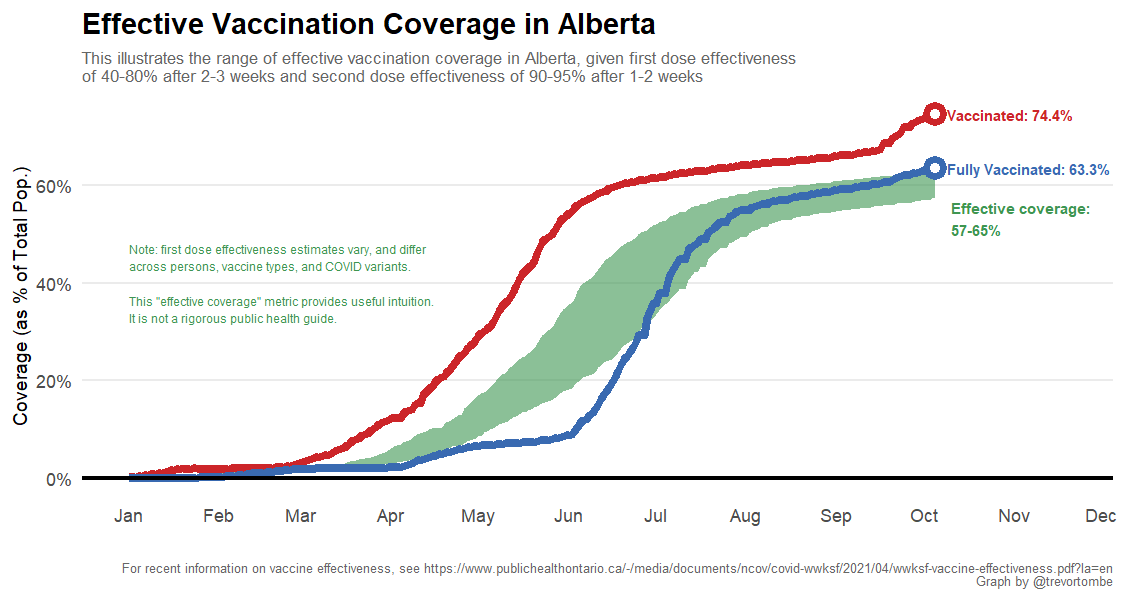 Effective Vaccination Coverage in Alberta
This illustrates the range of effective vaccination coverage in Alberta, given first dose effectiveness
of 40-80% after 2-3 weeks and second dose effectiveness of 90-95% after 1-2 weeks
Vaccinated: 74.4%
Fully Vaccinated: 63.3%
Effective coverage:
57-65%
Note: first dose effectiveness estimates vary, and differ
across persons, vaccine types, and COVID variants.
This "effective coverage" metric provides useful intuition.
It is not a rigorous public health guide.
Coverage (as % of Total Pop.)
60%
40%
20%
0%
Jan Feb Mar Apr May Jun Jul Aug Sep Oct Nov Dec
For recent information on vaccine effectiveness, see https://www.publichealthontario.ca/-/media/documents/ncov/covid-wwksf/2021/04/wwksf-vaccine-effectiveness.pdf?la=en
Graph by @trevortombe